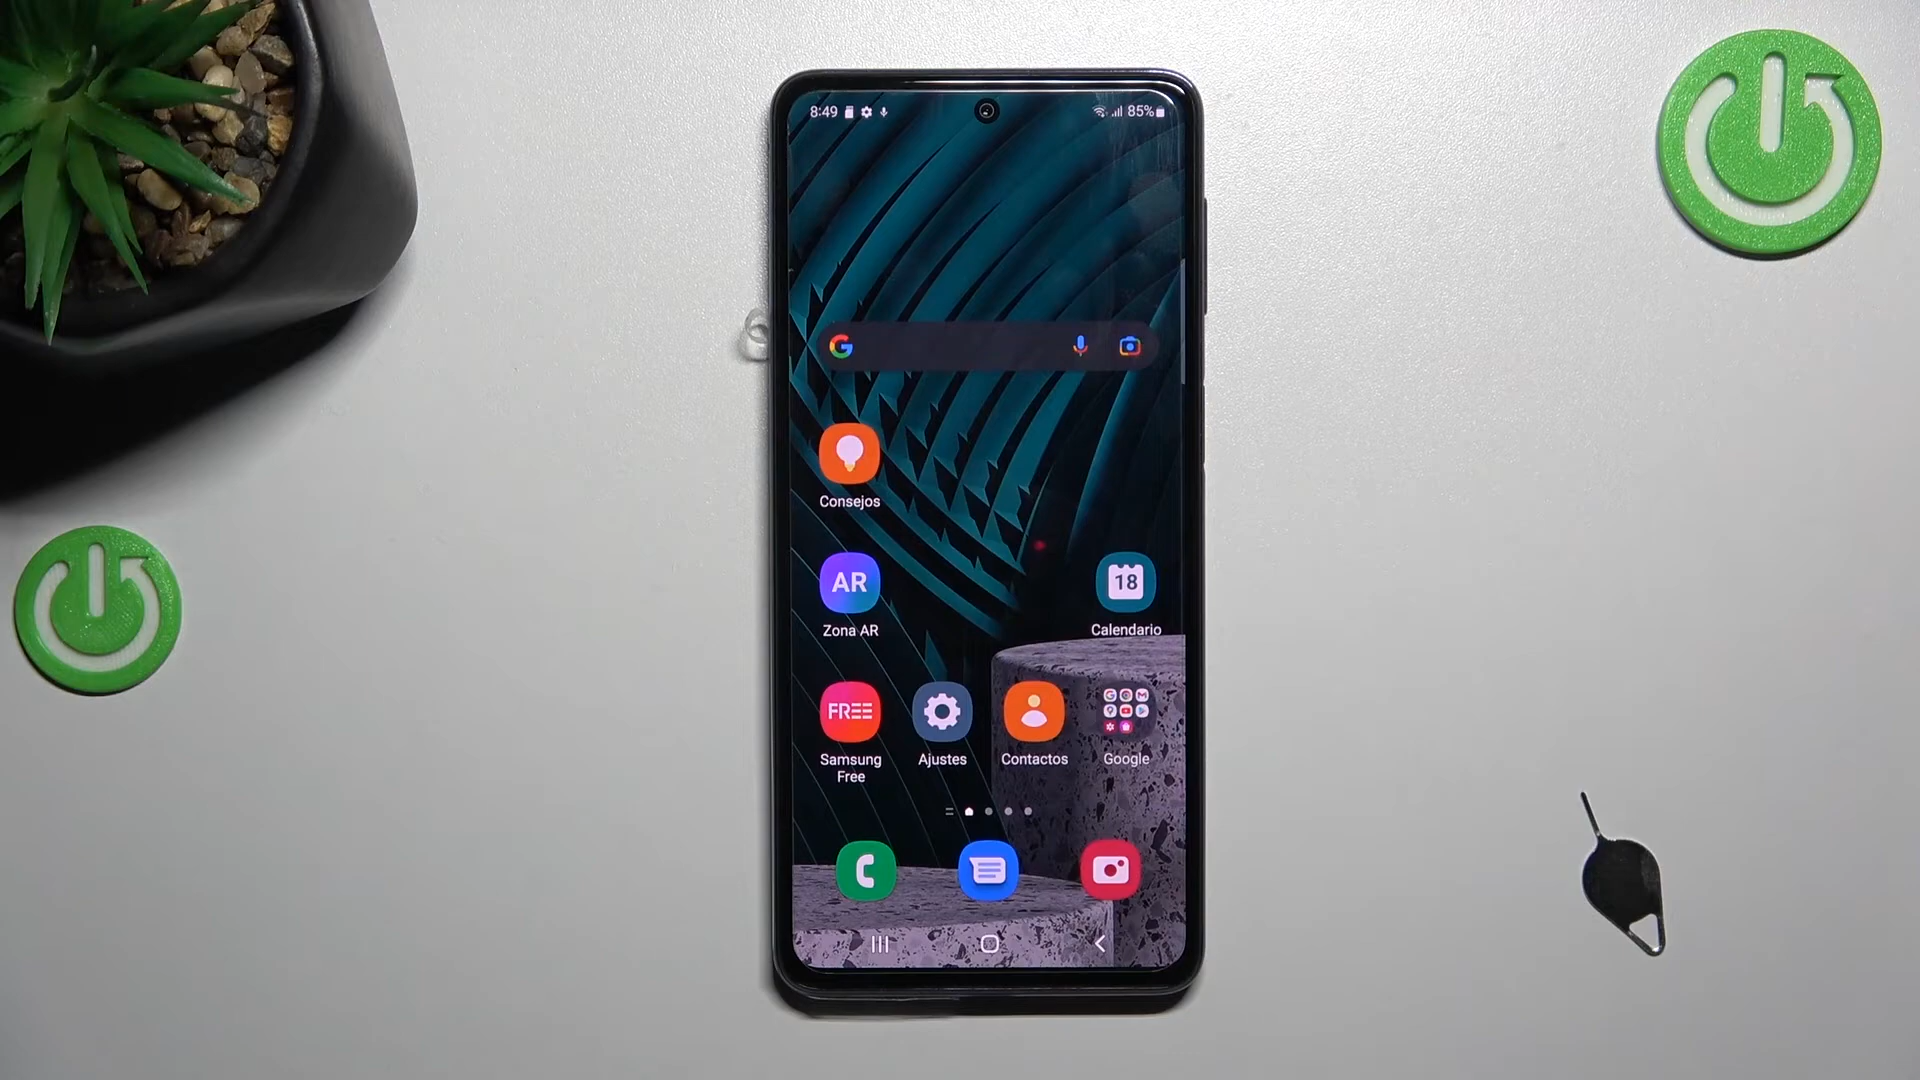 8:49
85%
G
Consejos
AR
18
Zona AR
Calendario
FREE
Samsung
Free
Ajustes
Contactos
Google